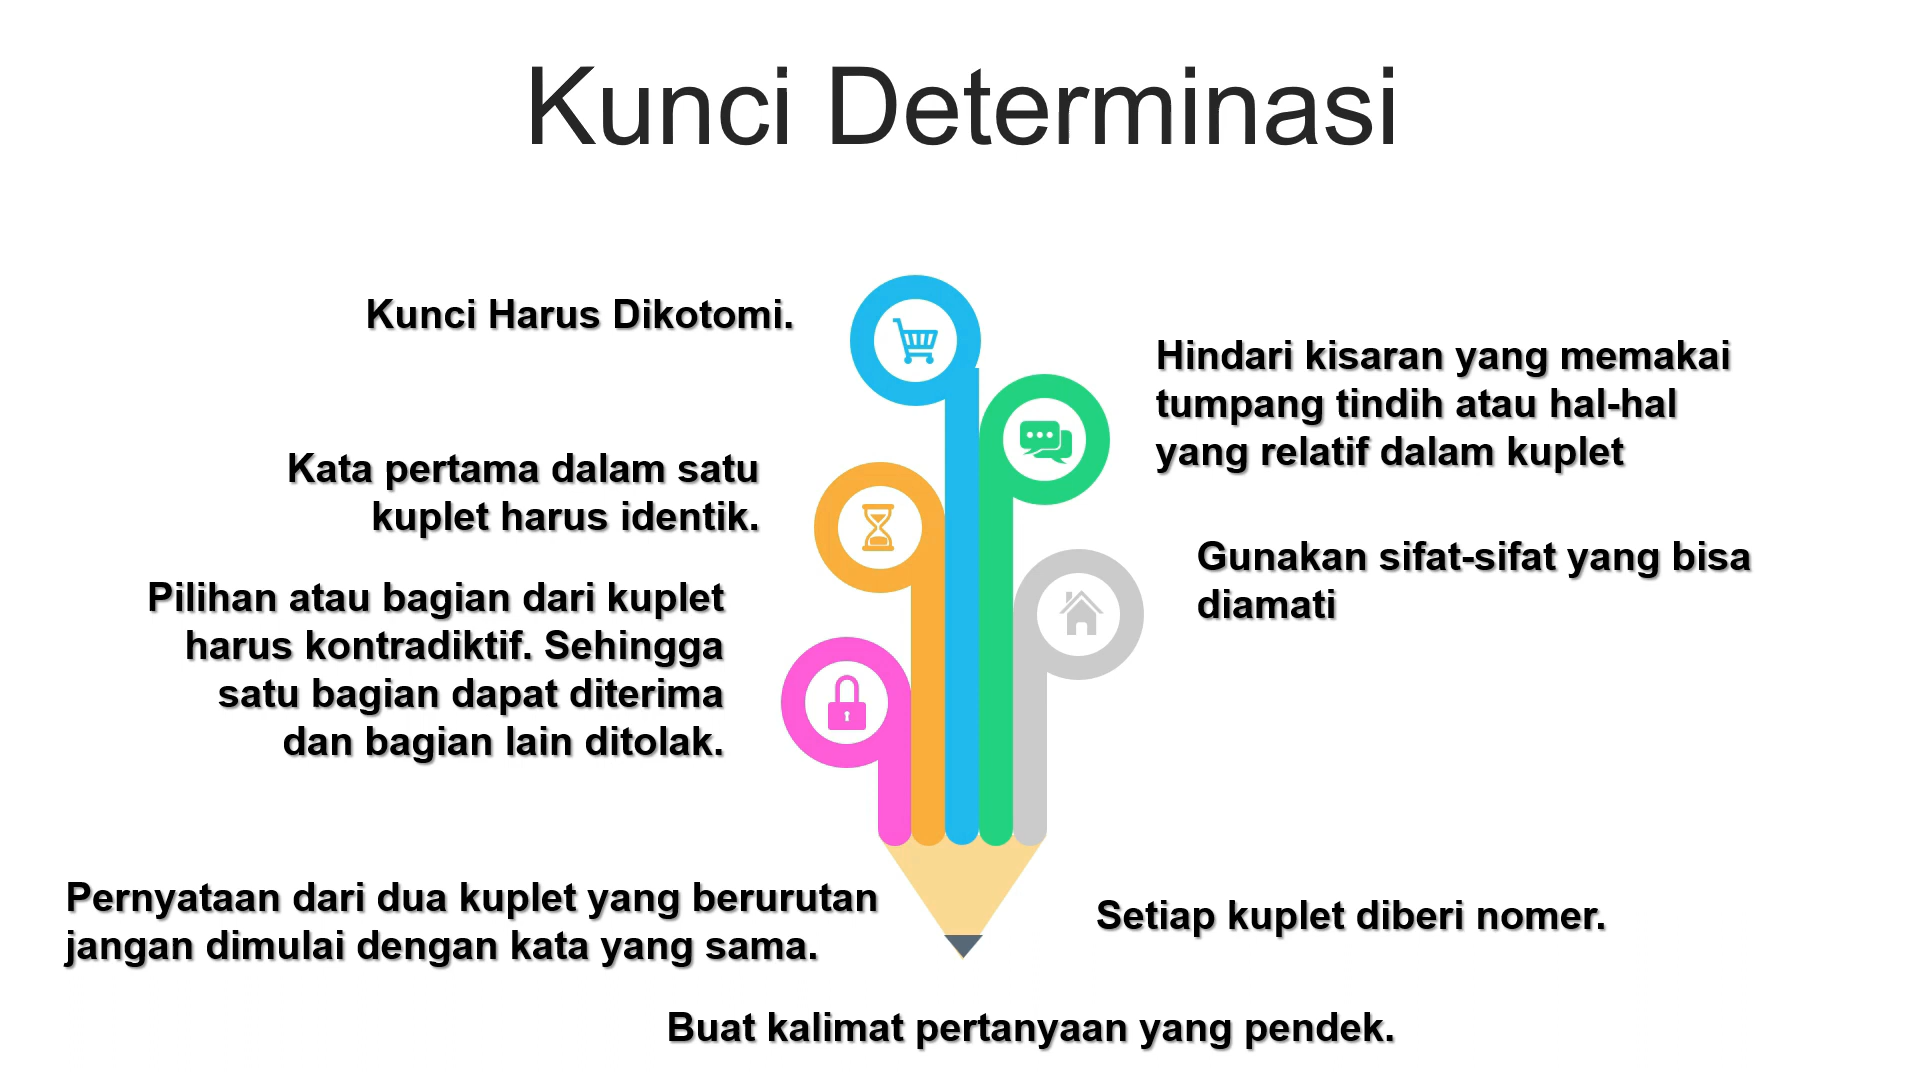 Kunci Determinasi
Kunci Harus Dikotomi.
Hindari kisaran yang memakai
tumpang tindih atau hal-hal
yang relatif dalam kuplet
Kata pertama dalam satu
kuplet harus identik.
Gunakan sifat-sifat yang bisa
diamati
Pilihan atau bagian dari kuplet
harus kontradiktif. Sehingga
satu bagian dapat diterima
dan bagian lain ditolak.
Pernyataan dari dua kuplet yang berurutan
jangan dimulai dengan kata yang sama.
Setiap kuplet diberi nomer.
Buat kalimat pertanyaan yang pendek.